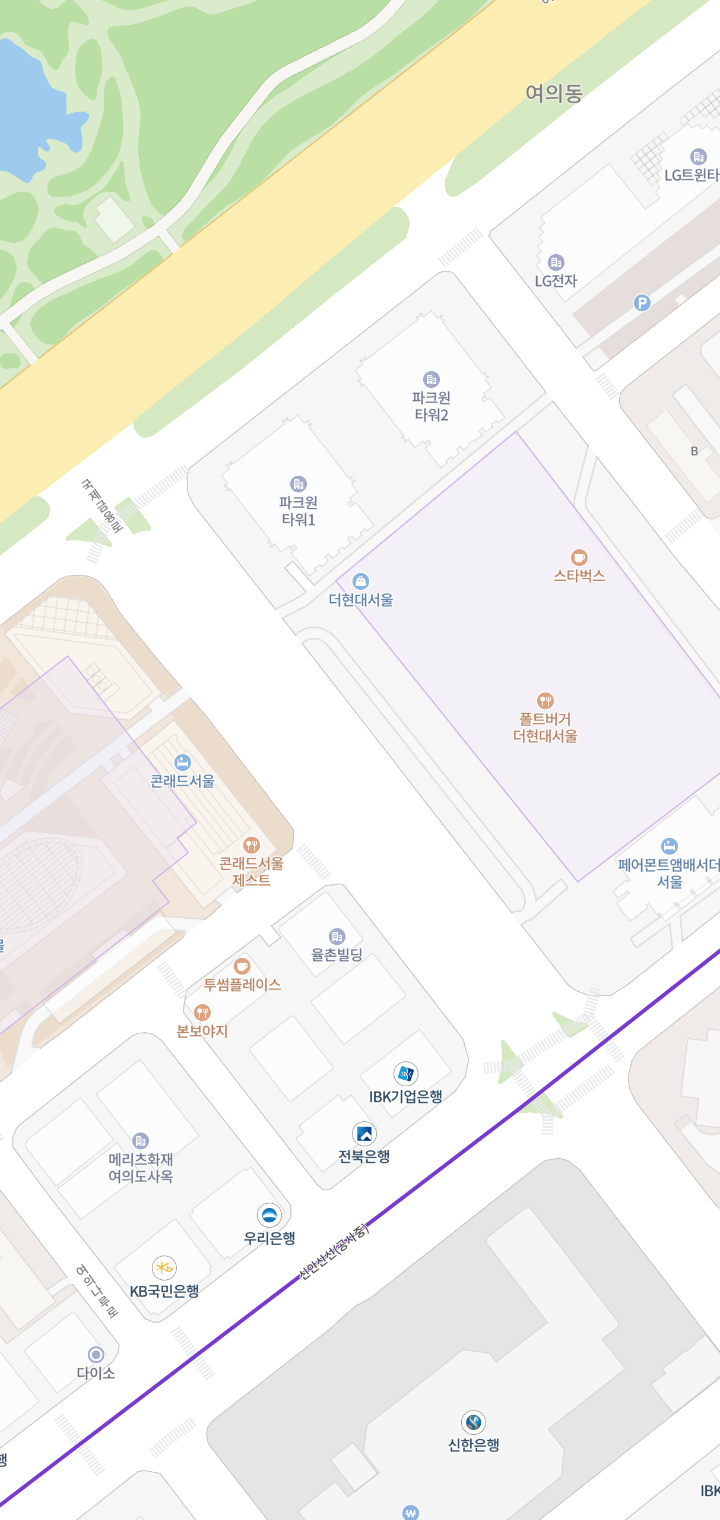 여의동
LG트윈타
LG전자
P
파크원
타워2
B
파크원
타워1
국제금융로
스타벅스
더현대서울
폴트버거
더현대서울
콘래드서울
콘래드서울
제스트
페어몬트앰배서더
서울
율촌빌딩
투썸플레이스
본보야지
IBK기업은행
전북은행
메리츠화재
여의도사옥
우리은행
신안산선(공사중)
KB국민은행
여의나루로
다이소
신한은행
행
IBK